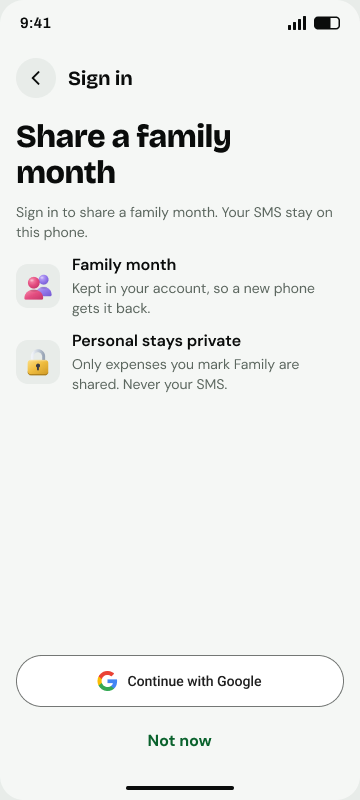 9:41
Sign in
Share a family
month
Sign in to share a family month. Your SMS stay on
this phone.
Family month
Kept in your account, so a new phone
gets it back.
Personal stays private
Only expenses you mark Family are
shared. Never your SMS.
Continue with Google
Not now